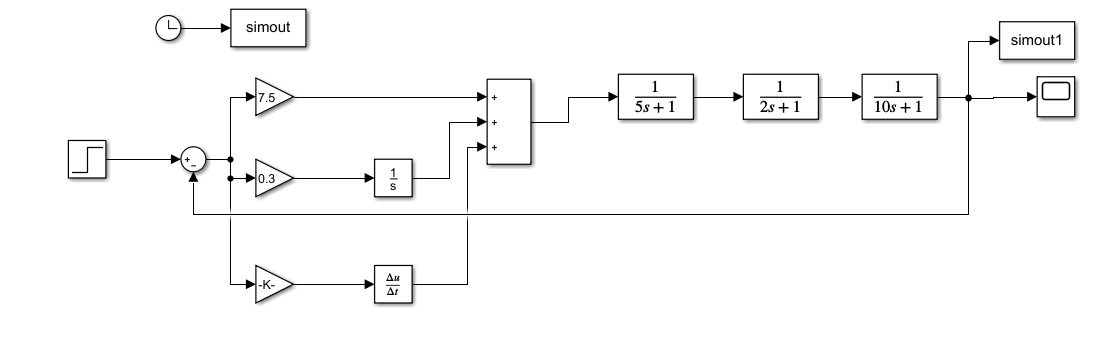 simout
simout1
7.5
+
+
+
1
5s + 1
1
2s + 1
1
10s + 1
+
−
0.3
1
s
-K-
Δu
Δt